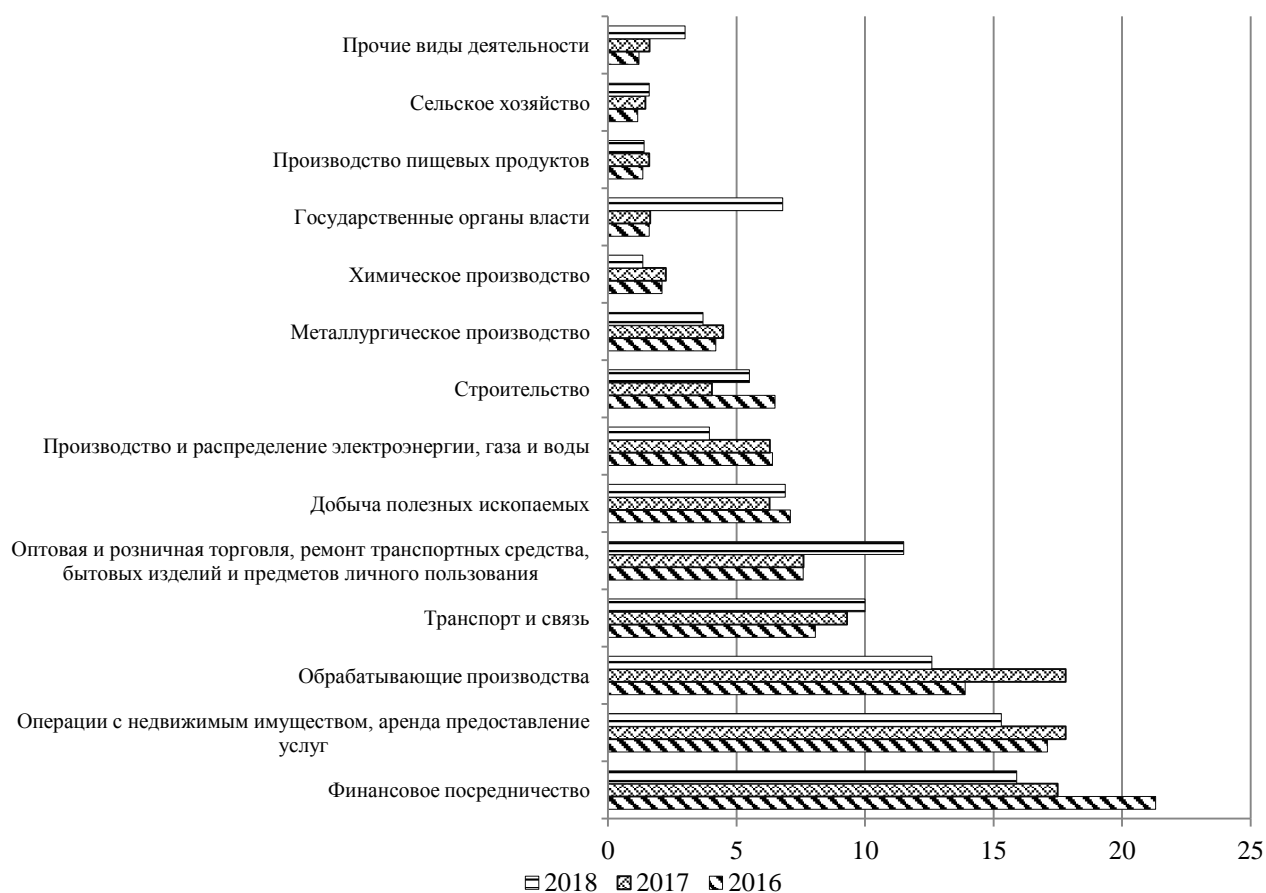 Прочие виды деятельности
Сельское хозяйство
Производство пищевых продуктов
Государственные органы власти
Химическое производство
Металлургическое производство
Строительство
Производство и распределение электроэнергии, газа и воды
Добыча полезных ископаемых
Оптовая и розничная торговля, ремонт транспортных средства,
бытовых изделий и предметов личного пользования
Транспорт и связь
Обрабатывающие производства
Операции с недвижимым имуществом, аренда предоставление
услуг
Финансовое посредничество
0 5 10 15 20 25
2018 2017 2016